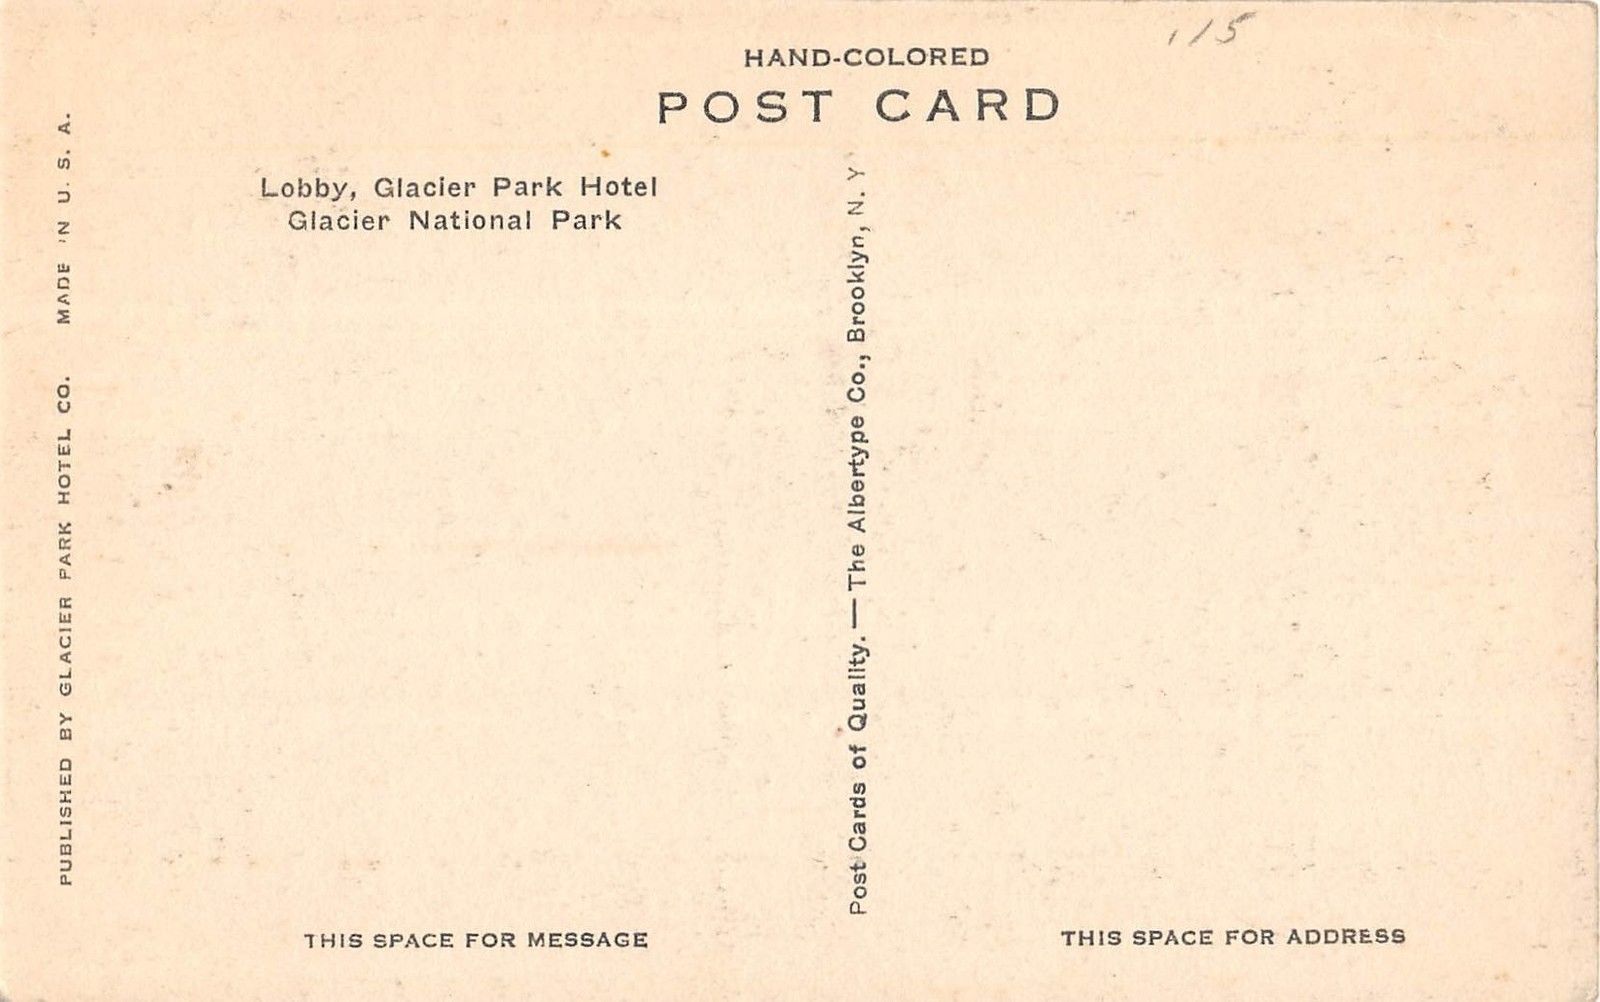 115
HAND-COLORED
POST CARD
Lobby, Glacier Park Hotel
Glacier National Park
PUBLISHED BY GLACIER PARK HOTEL CO. MADE 'N U. S. A.
Post Cards of Quality. — The Albertype Co., Brooklyn, N. Y
THIS SPACE FOR MESSAGE
THIS SPACE FOR ADDRESS